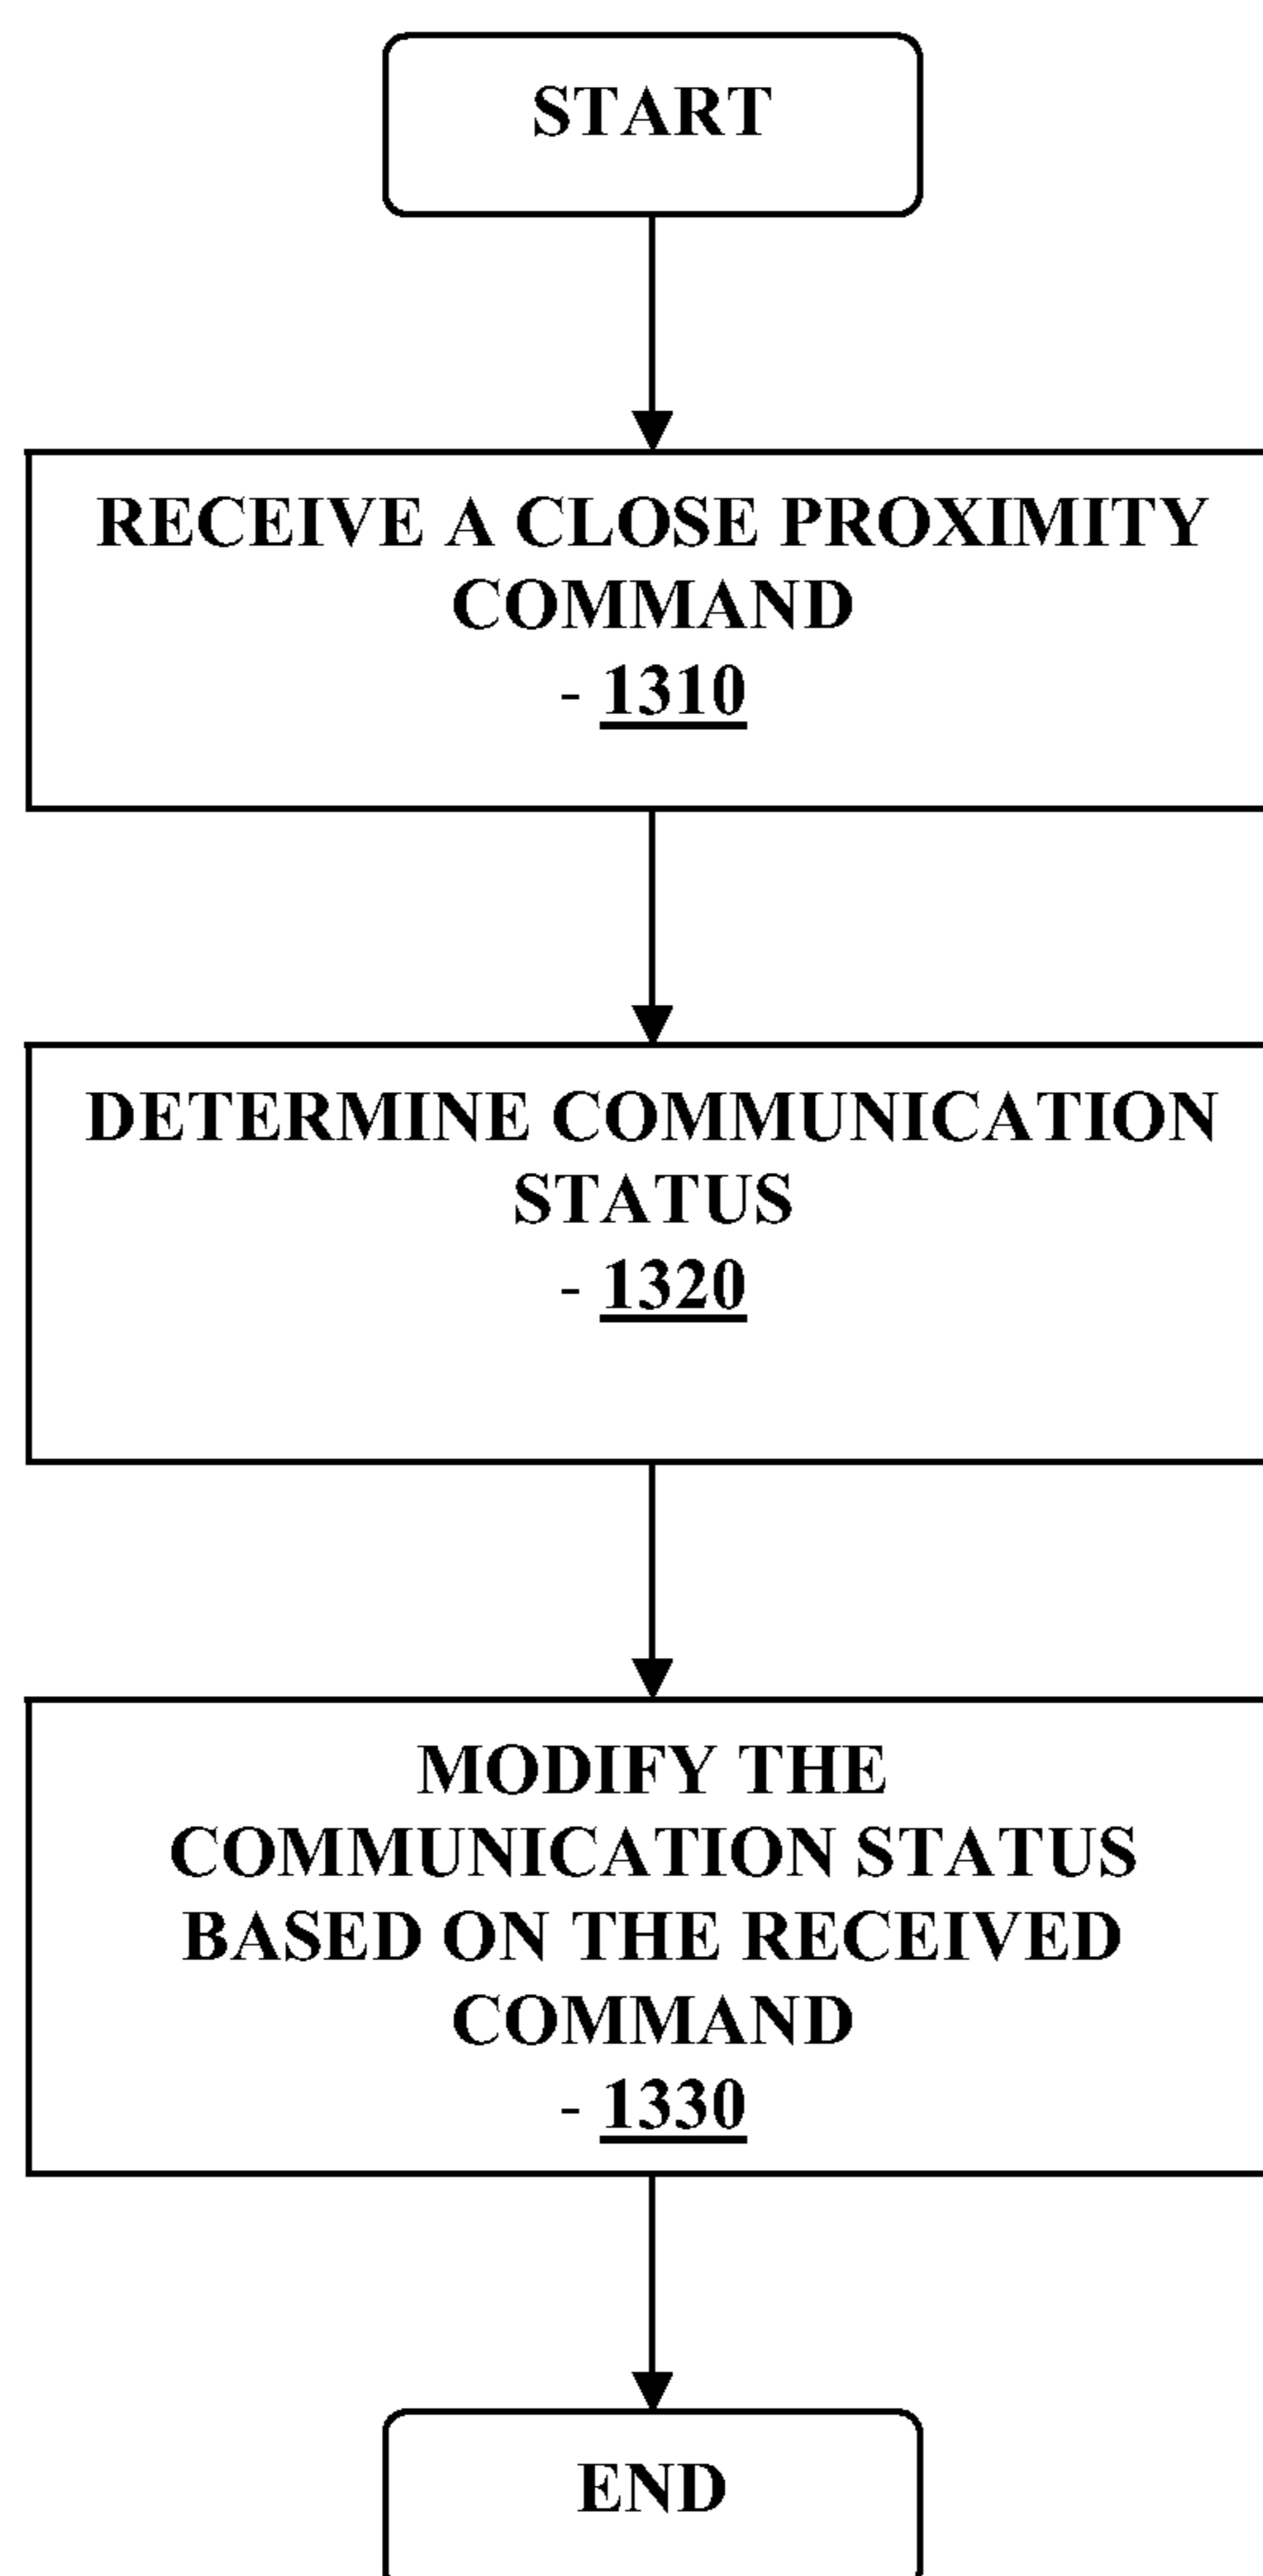 START
RECEIVE A CLOSE PROXIMITY
COMMAND
- 1310
DETERMINE COMMUNICATION
STATUS
- 1320
MODIFY THE
COMMUNICATION STATUS
BASED ON THE RECEIVED
COMMAND
- 1330
END